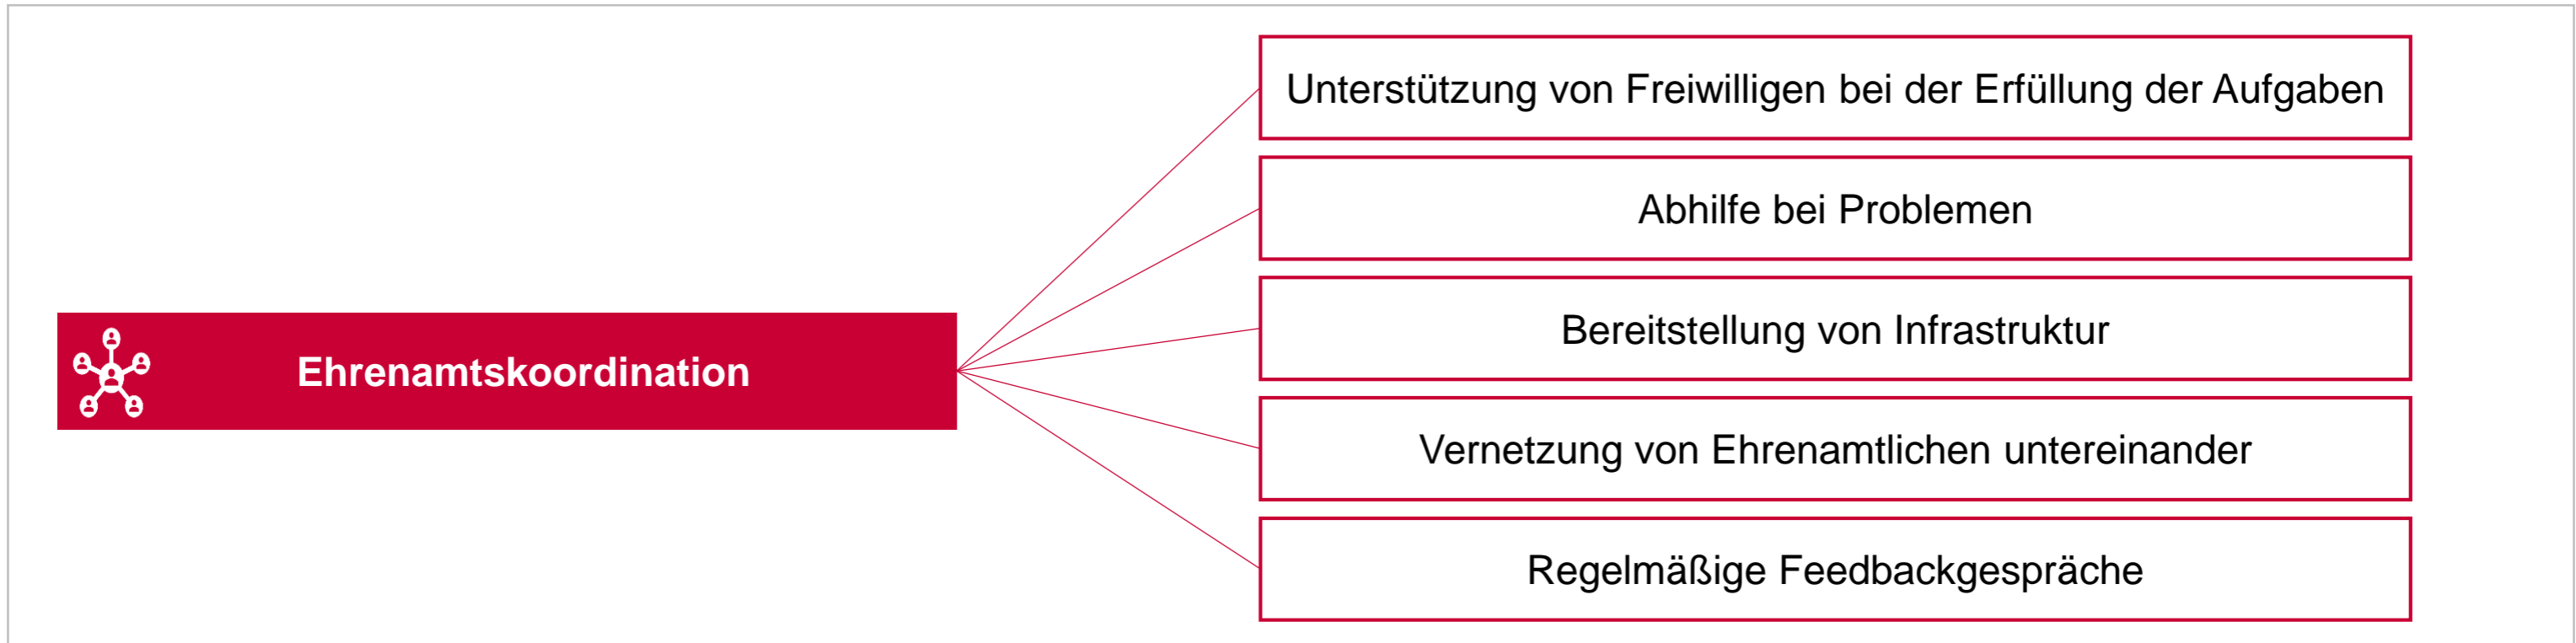 Unterstützung von Freiwilligen bei der Erfüllung der Aufgaben
Abhilfe bei Problemen
Bereitstellung von Infrastruktur
Ehrenamtskoordination
Vernetzung von Ehrenamtlichen untereinander
Regelmäßige Feedbackgespräche